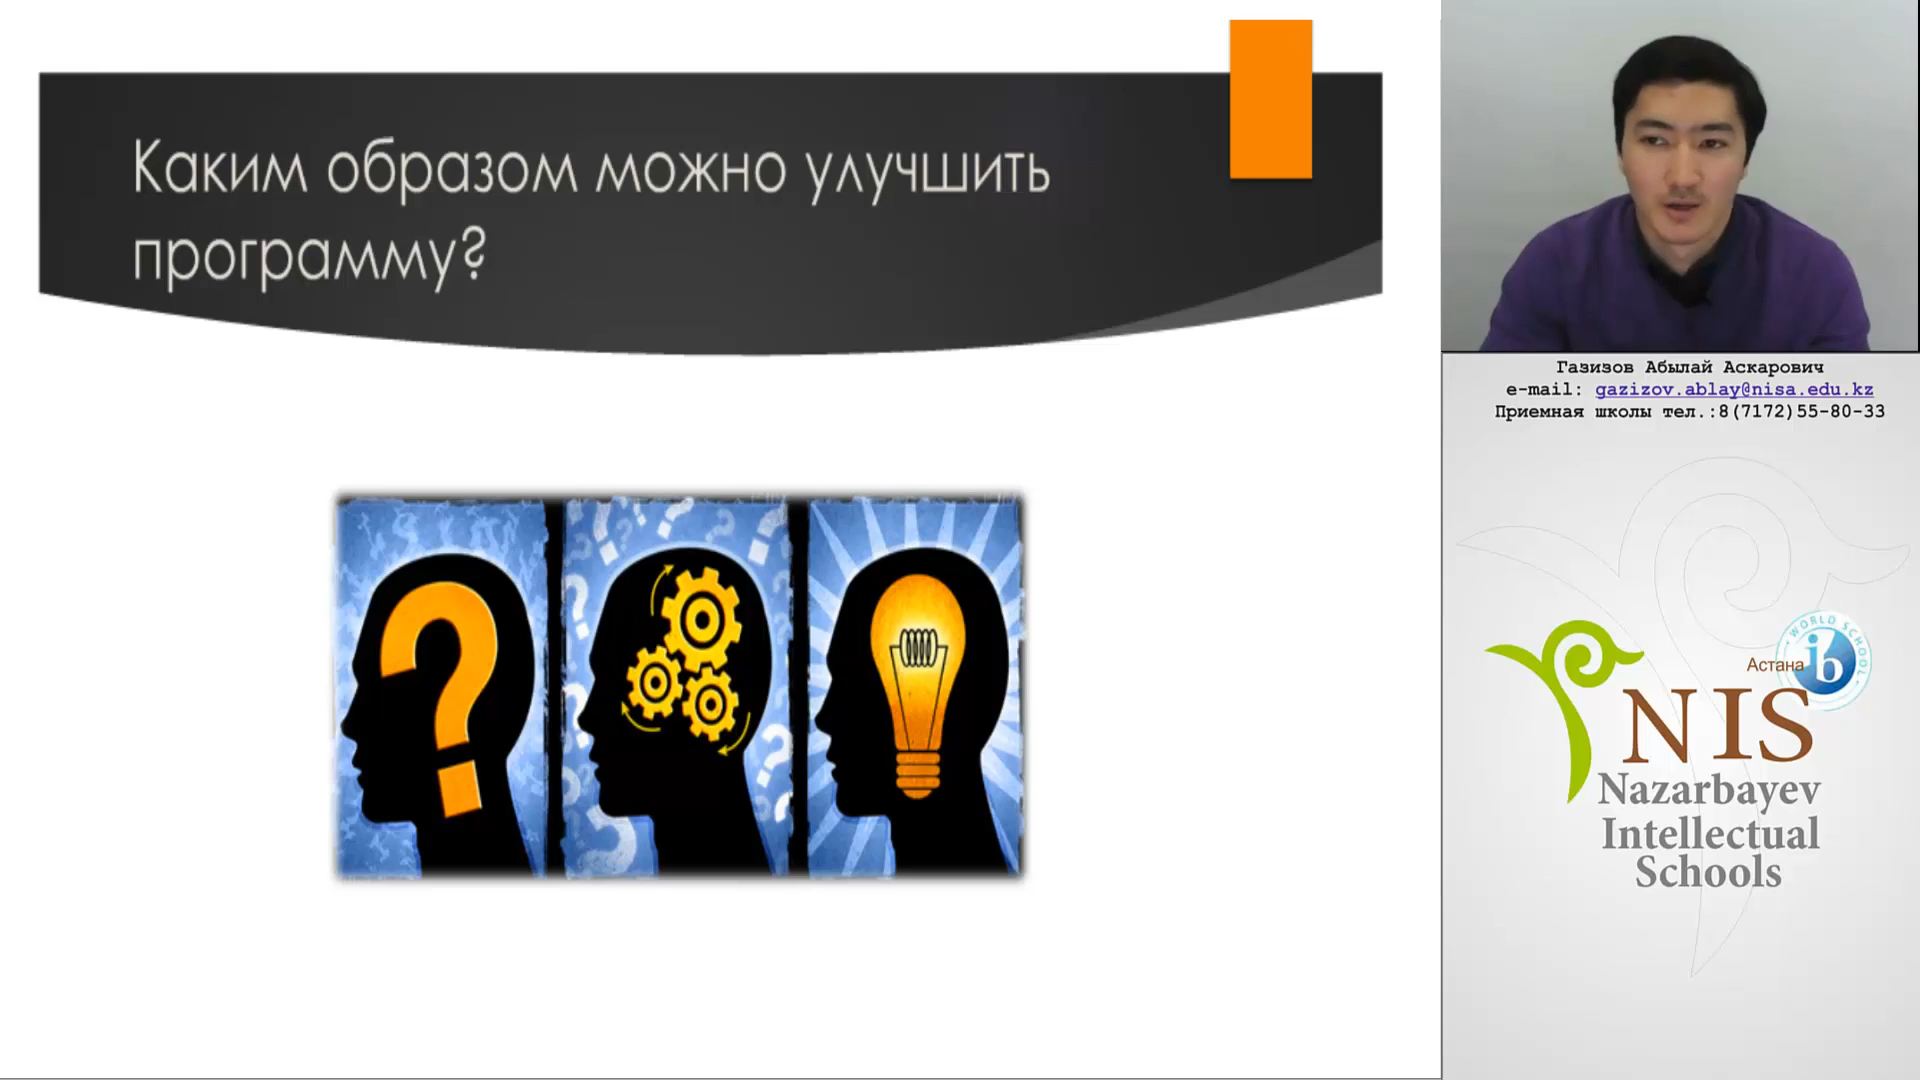 Каким образом можно улучшить
программу?
Газизов Абылай Аскарович
e-mail: gazizov.ablay@nisa.edu.kz
Приемная школы тел.:8(7172)55-80-33
WORLD SCHOOL
ib
Астана
NIS
Nazarbayev
Intellectual
Schools